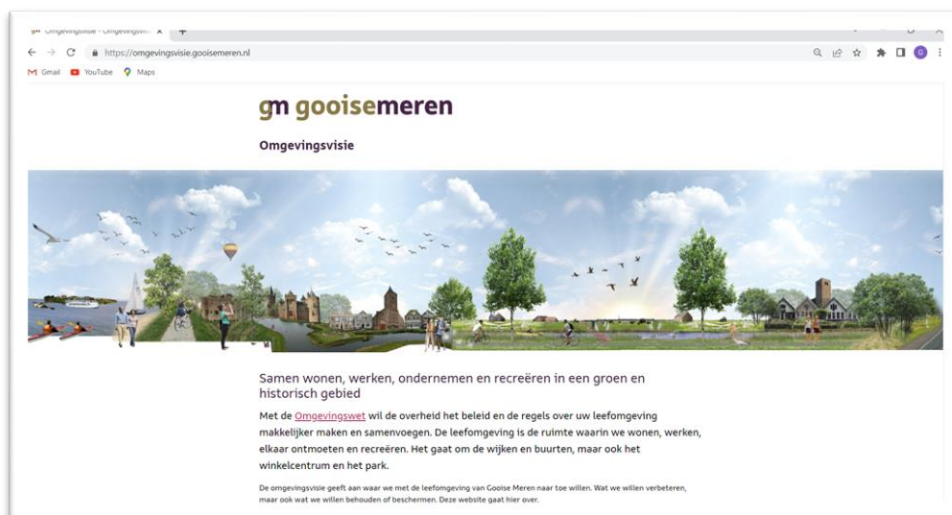 Omgevingsvisie - Omgevingsvis
https://omgevingsvisie.gooisemeren.nl
Gmail YouTube Maps
gm gooisemeren
Omgevingsvisie
Samen wonen, werken, ondernemen en recreëren in een groen en
historisch gebied
Met de Omgevingswet wil de overheid het beleid en de regels over uw leefomgeving
makkelijker maken en samenvoegen. De leefomgeving is de ruimte waarin we wonen, werken,
elkaar ontmoeten en recreëren. Het gaat om de wijken en buurten, maar ook het
winkelcentrum en het park.
De omgevingsvisie geeft aan waar we met de leefomgeving van Gooise Meren naar toe willen. Wat we willen verbeteren,
maar ook wat we willen behouden of beschermen. Deze website gaat hier over.